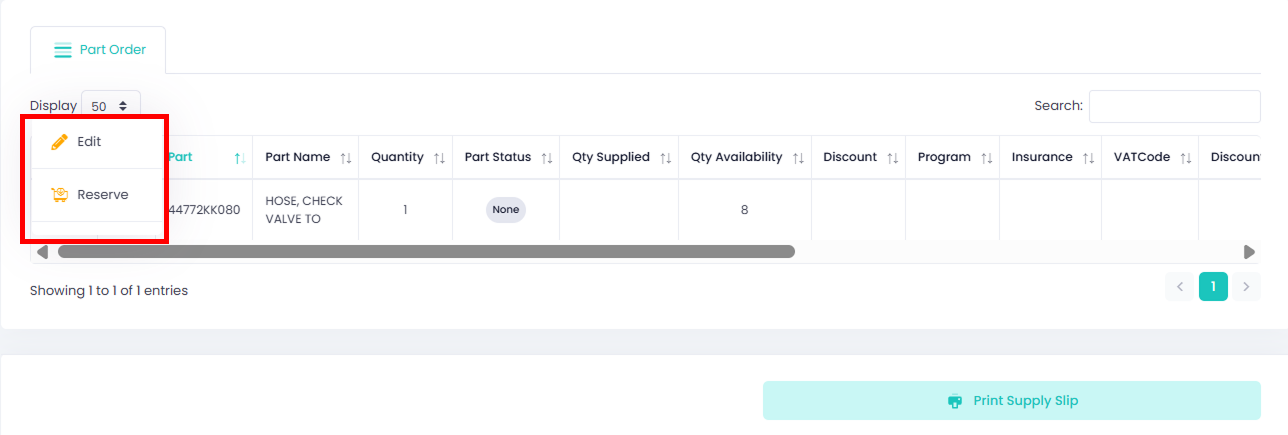 Part Order
Display 50
Search:
Edit
Reserve
Part Part Name Quantity Part Status Qty Supplied Qty Availability Discount Program Insurance VATCode Discoun
44772KK080 HOSE, CHECK VALVE TO 1 None 8
Showing 1 to 1 of 1 entries
1
Print Supply Slip